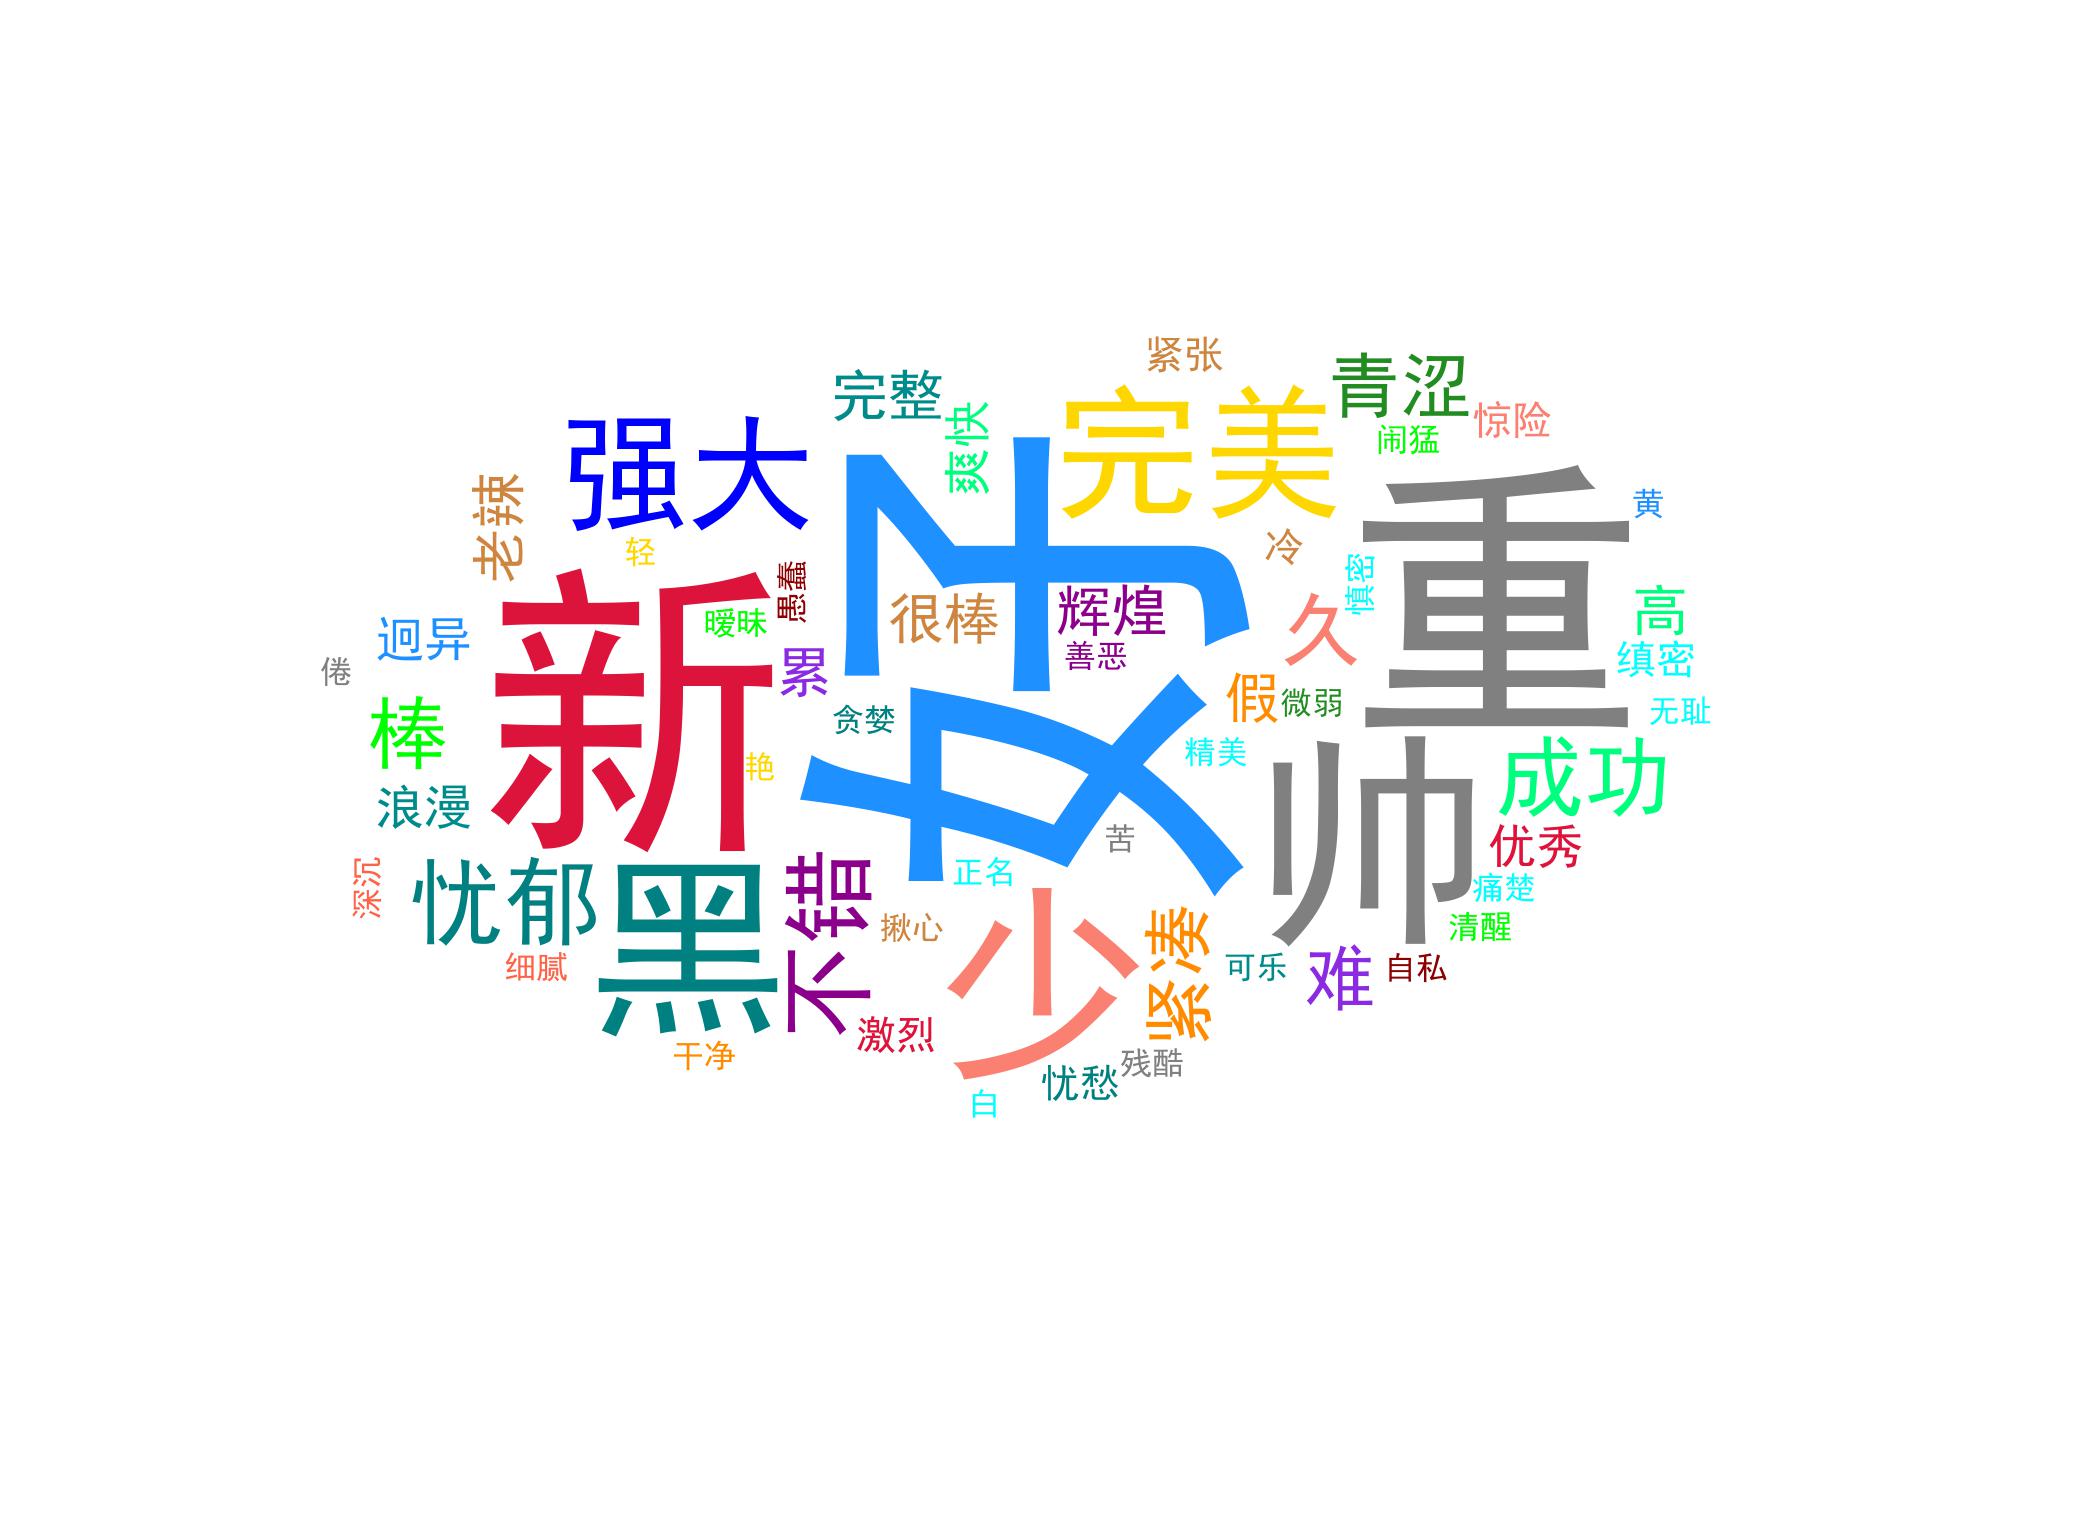 紧张
完整
青涩
爽快
完美
惊险
强大
闹猛
老辣
黄
重
好
轻
冷
愚蠢
缜密
新
暧昧
很棒
辉煌
久
高
迥异
善恶
缜密
倦
累
假
微弱
无耻
棒
贪婪
精美
艳
帅
成功
浪漫
苦
优秀
深沉
忧郁
黑
不错
正名
痛楚
揪心
少
紧凑
清醒
细腻
可乐
难
自私
激烈
干净
残酷
忧愁
白